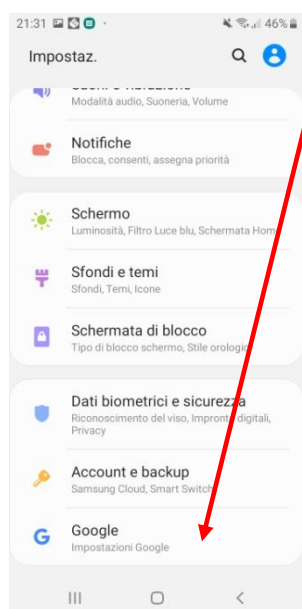 21:31 46%
Impostaz.
Modalità audio, Suoneria, Volume
Notifiche
Blocca, consenti, assegna priorità
Schermo
Luminosità, Filtro Luce blu, Schermata Hom
Sfondi e temi
Sfondi, Temi, Icone
Schermata di blocco
Tipo di blocco schermo, Stile orologio
Dati biometrici e sicurezza
Riconoscimento del viso, Impronte digitali,
Privacy
Account e backup
Samsung Cloud, Smart Switch
Google
Impostazioni Google